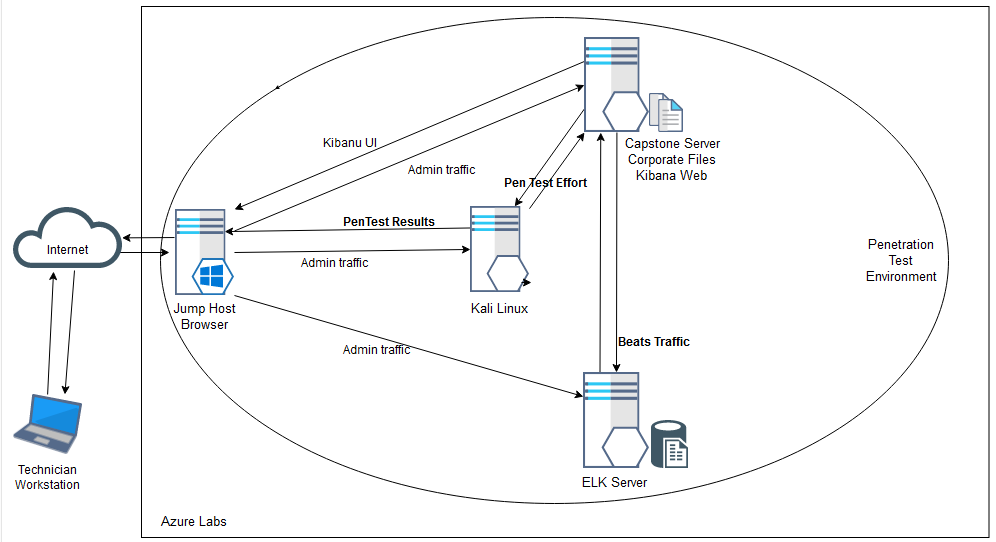 Capstone Server
Corporate Files
Kibana Web
Kibanu UI
Admin traffic
Pen Test Effort
PenTest Results
Internet
Admin traffic
Penetration
Test
Environment
Jump Host
Browser
Kali Linux
Admin traffic
Beats Traffic
Technician
Workstation
ELK Server
Azure Labs